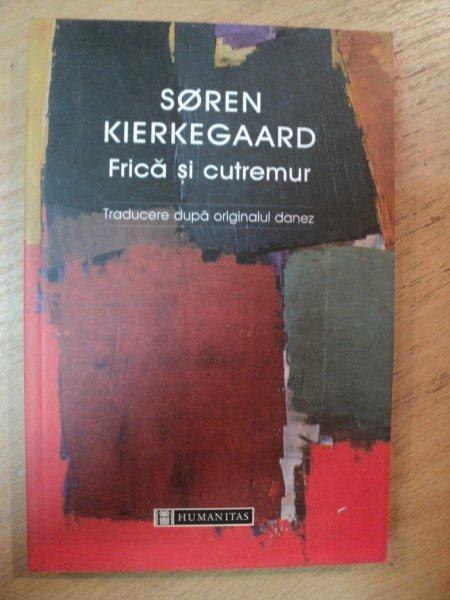 SØREN
KIERKEGAARD
Frică și cutremur
Traducere după originalul danez
HUMANITAS